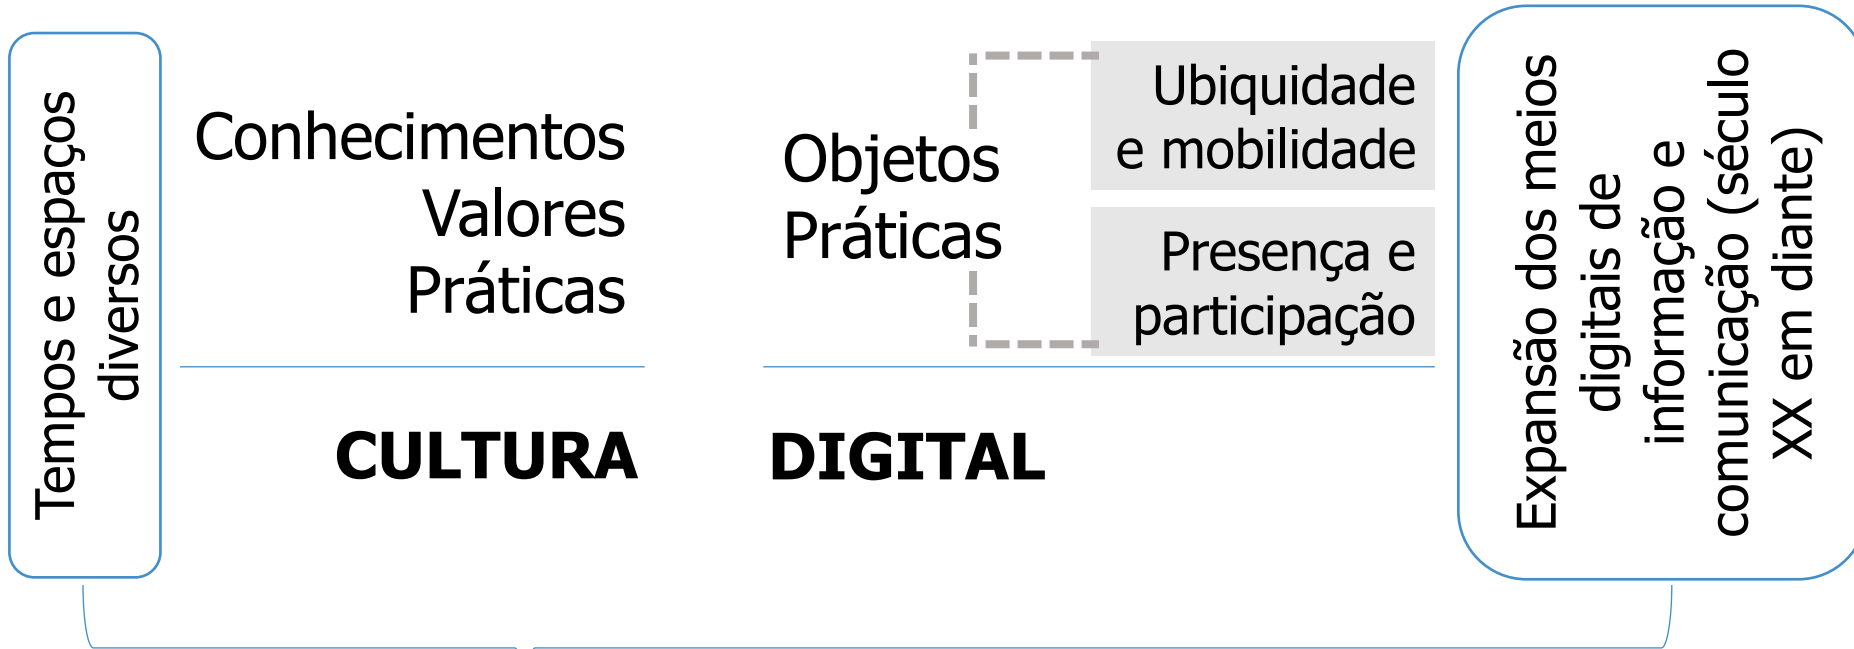 Tempos e espaços
diversos
Conhecimentos
Valores
Práticas
CULTURA
Objetos
Práticas
DIGITAL
Ubiquidade
e mobilidade
Presença e
participação
Expansão dos meios
digitais de
informação e
comunicação (século
XX em diante)